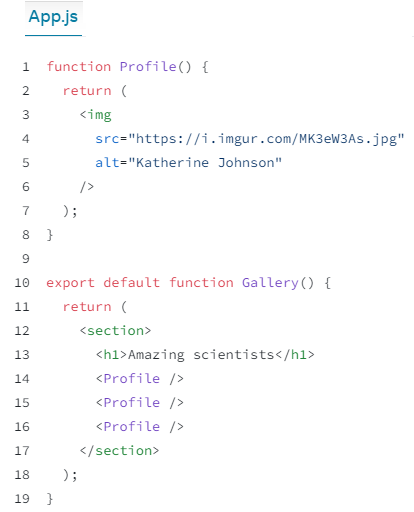 App.js
1 function Profile() {
2   return (
3     <img
4       src="https://i.imgur.com/MK3eW3As.jpg"
5       alt="Katherine Johnson"
6     />
7   );
8 }
9
10 export default function Gallery() {
11   return (
12     <section>
13       <h1>Amazing scientists</h1>
14       <Profile />
15       <Profile />
16       <Profile />
17     </section>
18   );
19 }